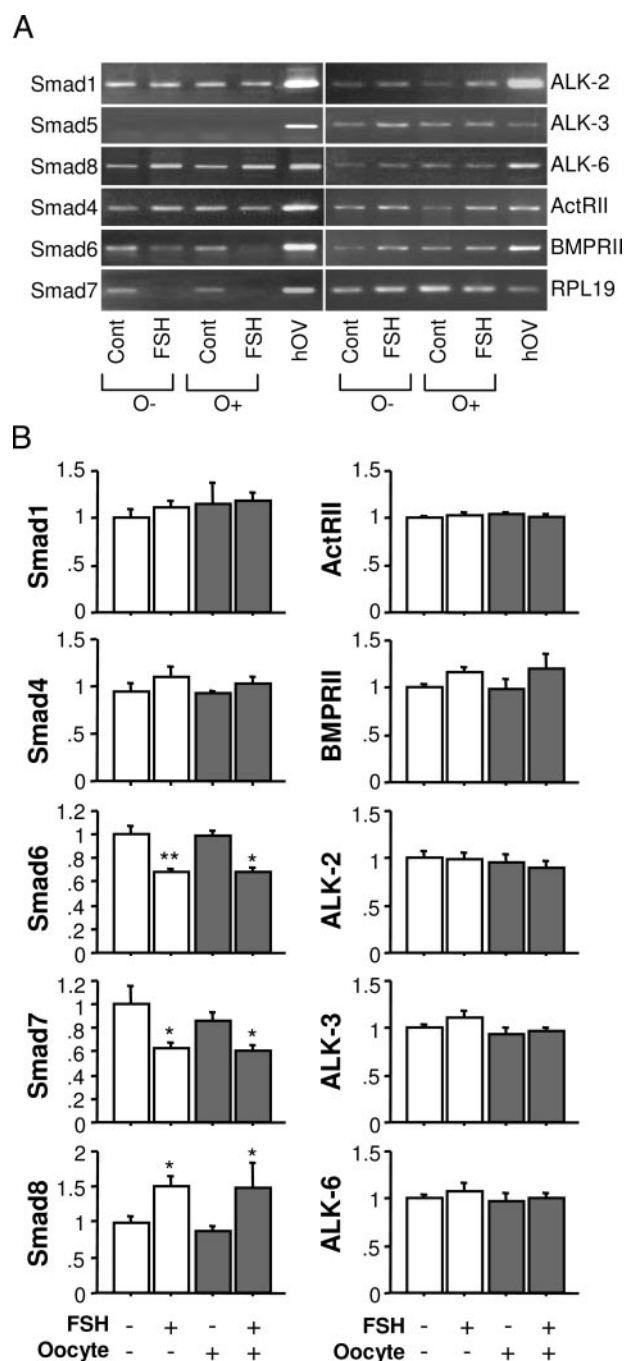 A
Smad1 ALK-2
Smad5 ALK-3
Smad8 ALK-6
Smad4 ActRII
Smad6 BMPRII
Smad7 RPL19
Cont FSH Cont FSH hOV Cont FSH Cont FSH hOV
O- O+ O- O+
B
Smad1 1.5 1 .5 0
ActRII 1.5 1 .5 0
Smad4 1.5 1 .5 0
BMPRII 1.5 1 .5 0
Smad6 1.2 1 .8 .6 .4 .2 0
** *
ALK-2 1.5 1 .5 0
Smad7 1.2 1 .8 .6 .4 .2 0
* *
ALK-3 1.5 1 .5 0
Smad8 2 1.5 1 .5 0
* *
ALK-6 1.5 1 .5 0
FSH - + - + - + - +
Oocyte - - + + - - + +